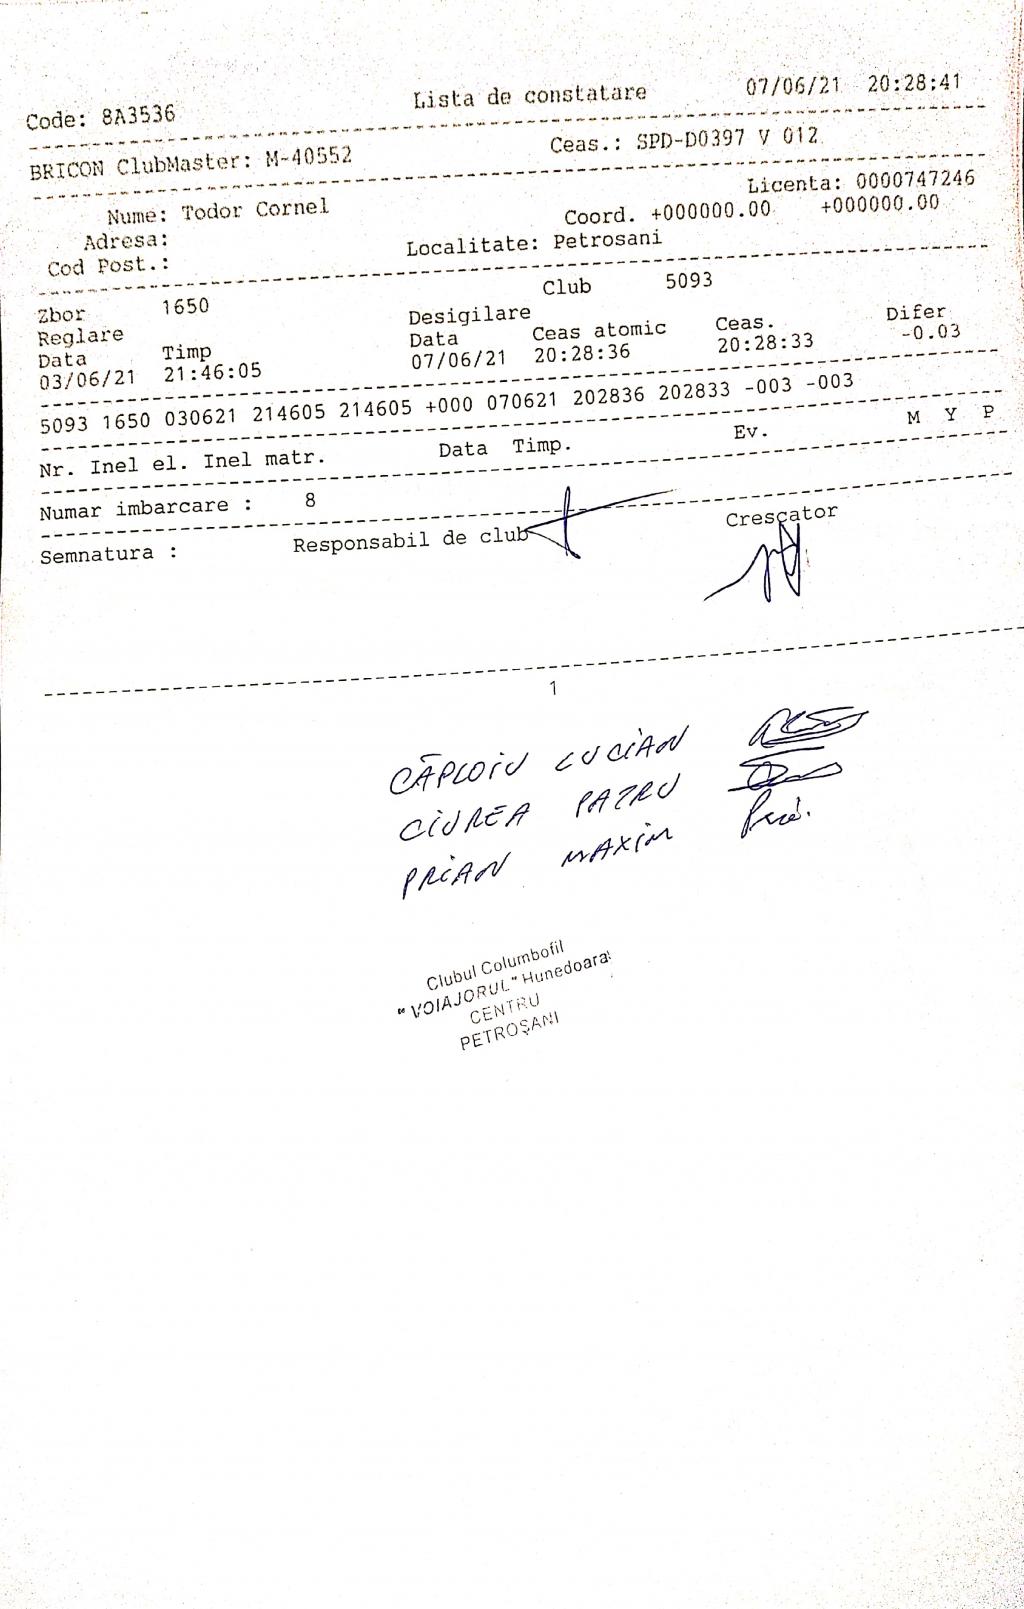 Code: 8A3536 Lista de constatare 07/06/21 20:28:41
BRICON ClubMaster: M-40552 Ceas.: SPD-D0397 V 012
Nume: Todor Cornel Licenta: 0000747246
Adresa: Coord. +000000.00 +000000.00
Cod Post.: Localitate: Petrosani
Zbor 1650 Club 5093
Reglare Desigilare
Data Timp Data Ceas atomic Ceas. Difer
03/06/21 21:46:05 07/06/21 20:28:36 20:28:33 -0.03
5093 1650 030621 214605 214605 +000 070621 202836 202833 -003 -003
Nr. Inel el. Inel matr. Data Timp. Ev. M Y P
Numar imbarcare : 8
Semnatura : Responsabil de club Crescator
1
CĂPLOIU LUCIAN
CIUREA PATRU
PRIAN MAXIM
Clubul Columbofil
"VOIAJORUL" Hunedoara
CENTRU
PETROȘANI